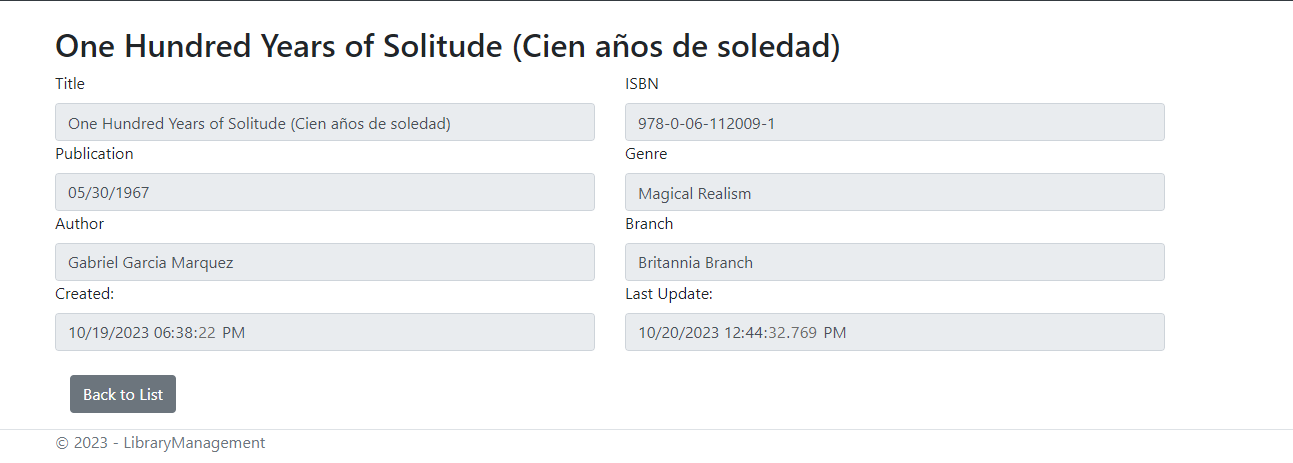 One Hundred Years of Solitude (Cien años de soledad)
Title ISBN
One Hundred Years of Solitude (Cien años de soledad) 978-0-06-112009-1
Publication Genre
05/30/1967 Magical Realism
Author Branch
Gabriel Garcia Marquez Britannia Branch
Created: Last Update:
10/19/2023 06:38:22 PM 10/20/2023 12:44:32.769 PM
Back to List
© 2023 - LibraryManagement